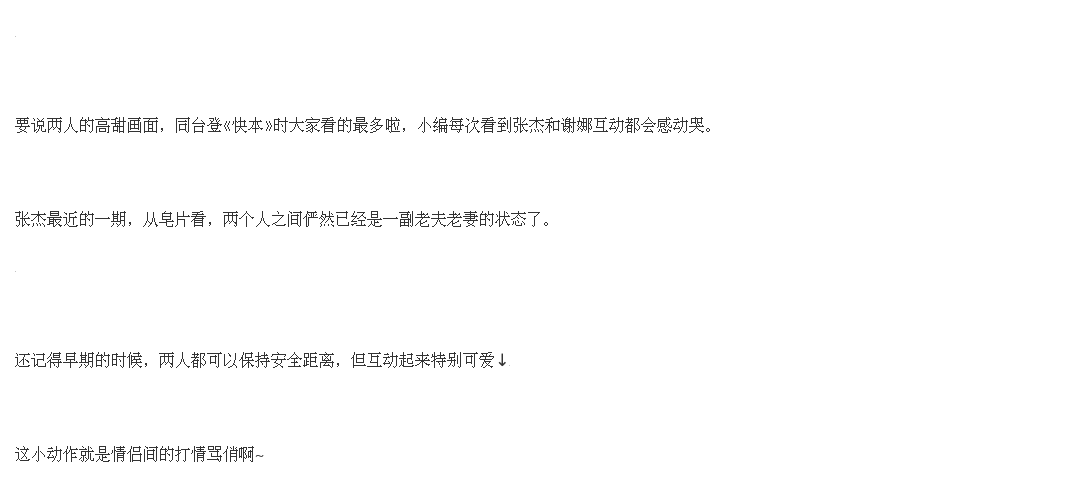 要说两人的高甜画面，同台登《快本》时大家看的最多啦，小编每次看到张杰和谢娜互动都会感动哭。
张杰最近的一期，从皂片看，两个人之间俨然已经是一副老夫老妻的状态了。
还记得早期的时候，两人都可以保持安全距离，但互动起来特别可爱↓
这小动作就是情侣间的打情骂俏啊~